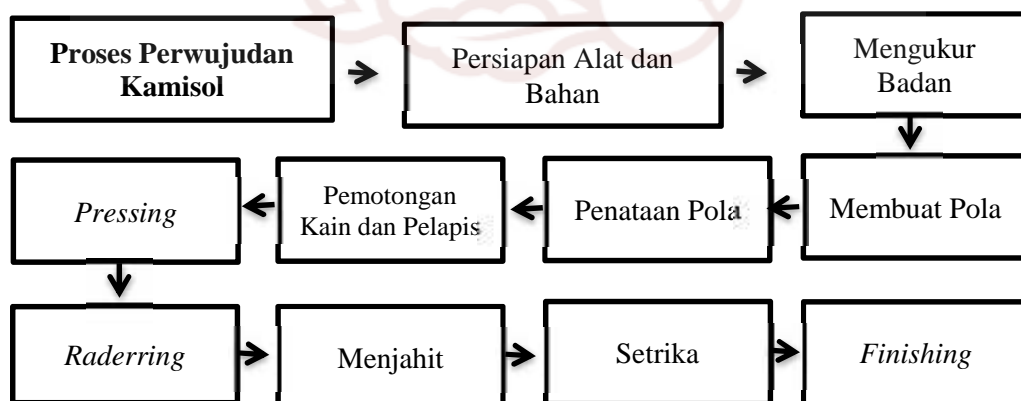 Proses Perwujudan
Kamisol
Persiapan Alat dan
Bahan
Mengukur
Badan
Membuat Pola
Penataan Pola
Pemotongan
Kain dan Pelapis
Pressing
Raderring
Menjahit
Setrika
Finishing